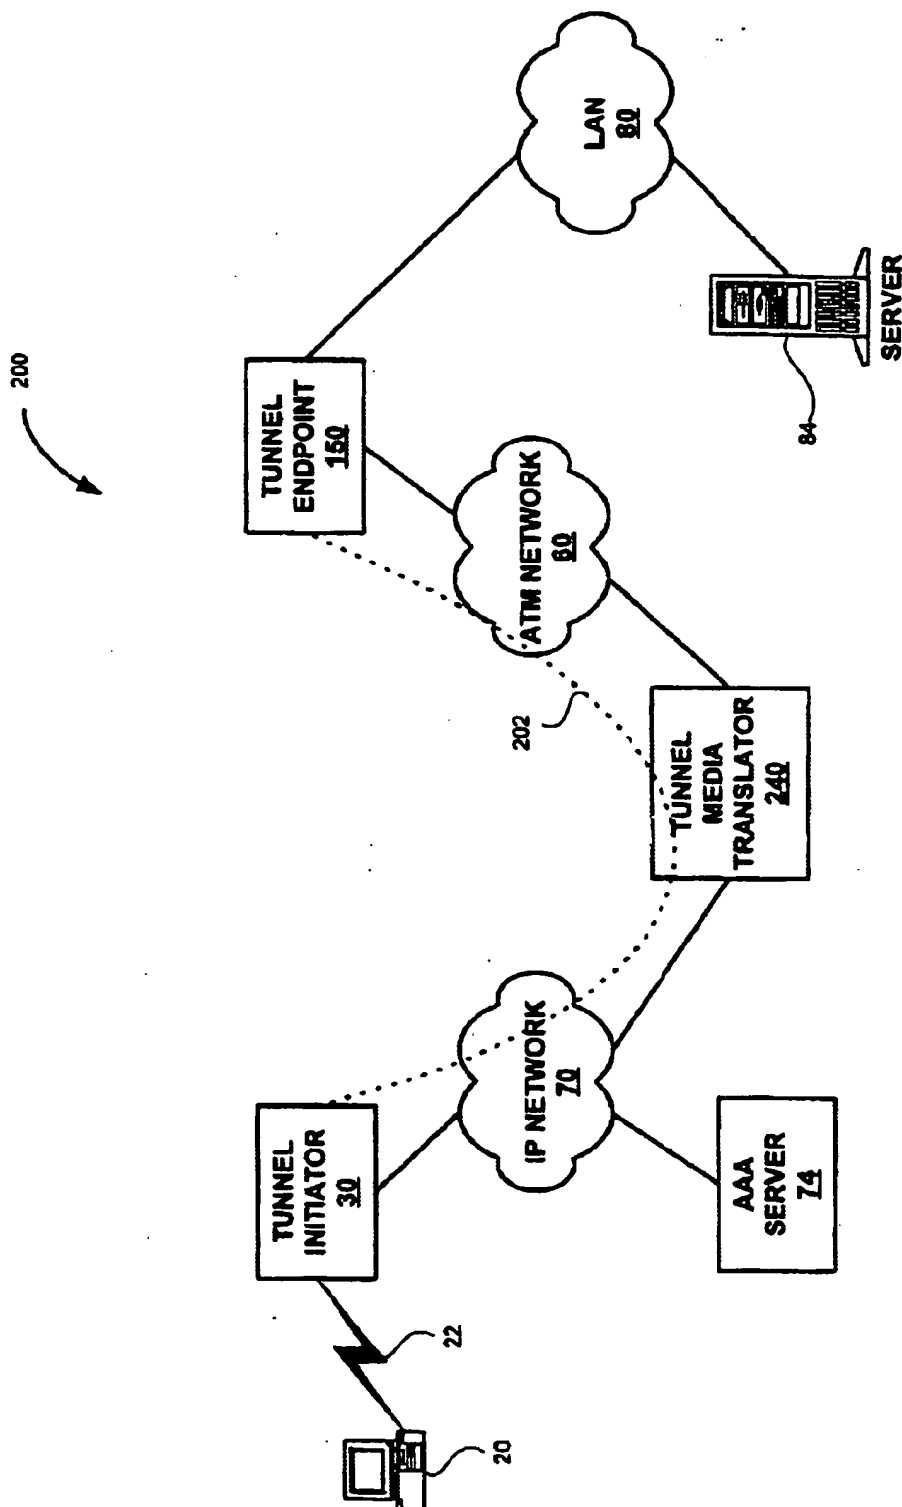 200
TUNNEL
INITIATOR
30
TUNNEL
ENDPOINT
150
22
20
IP NETWORK
70
202
ATM NETWORK
60
LAN
80
AAA
SERVER
74
TUNNEL
MEDIA
TRANSLATOR
240
84
SERVER